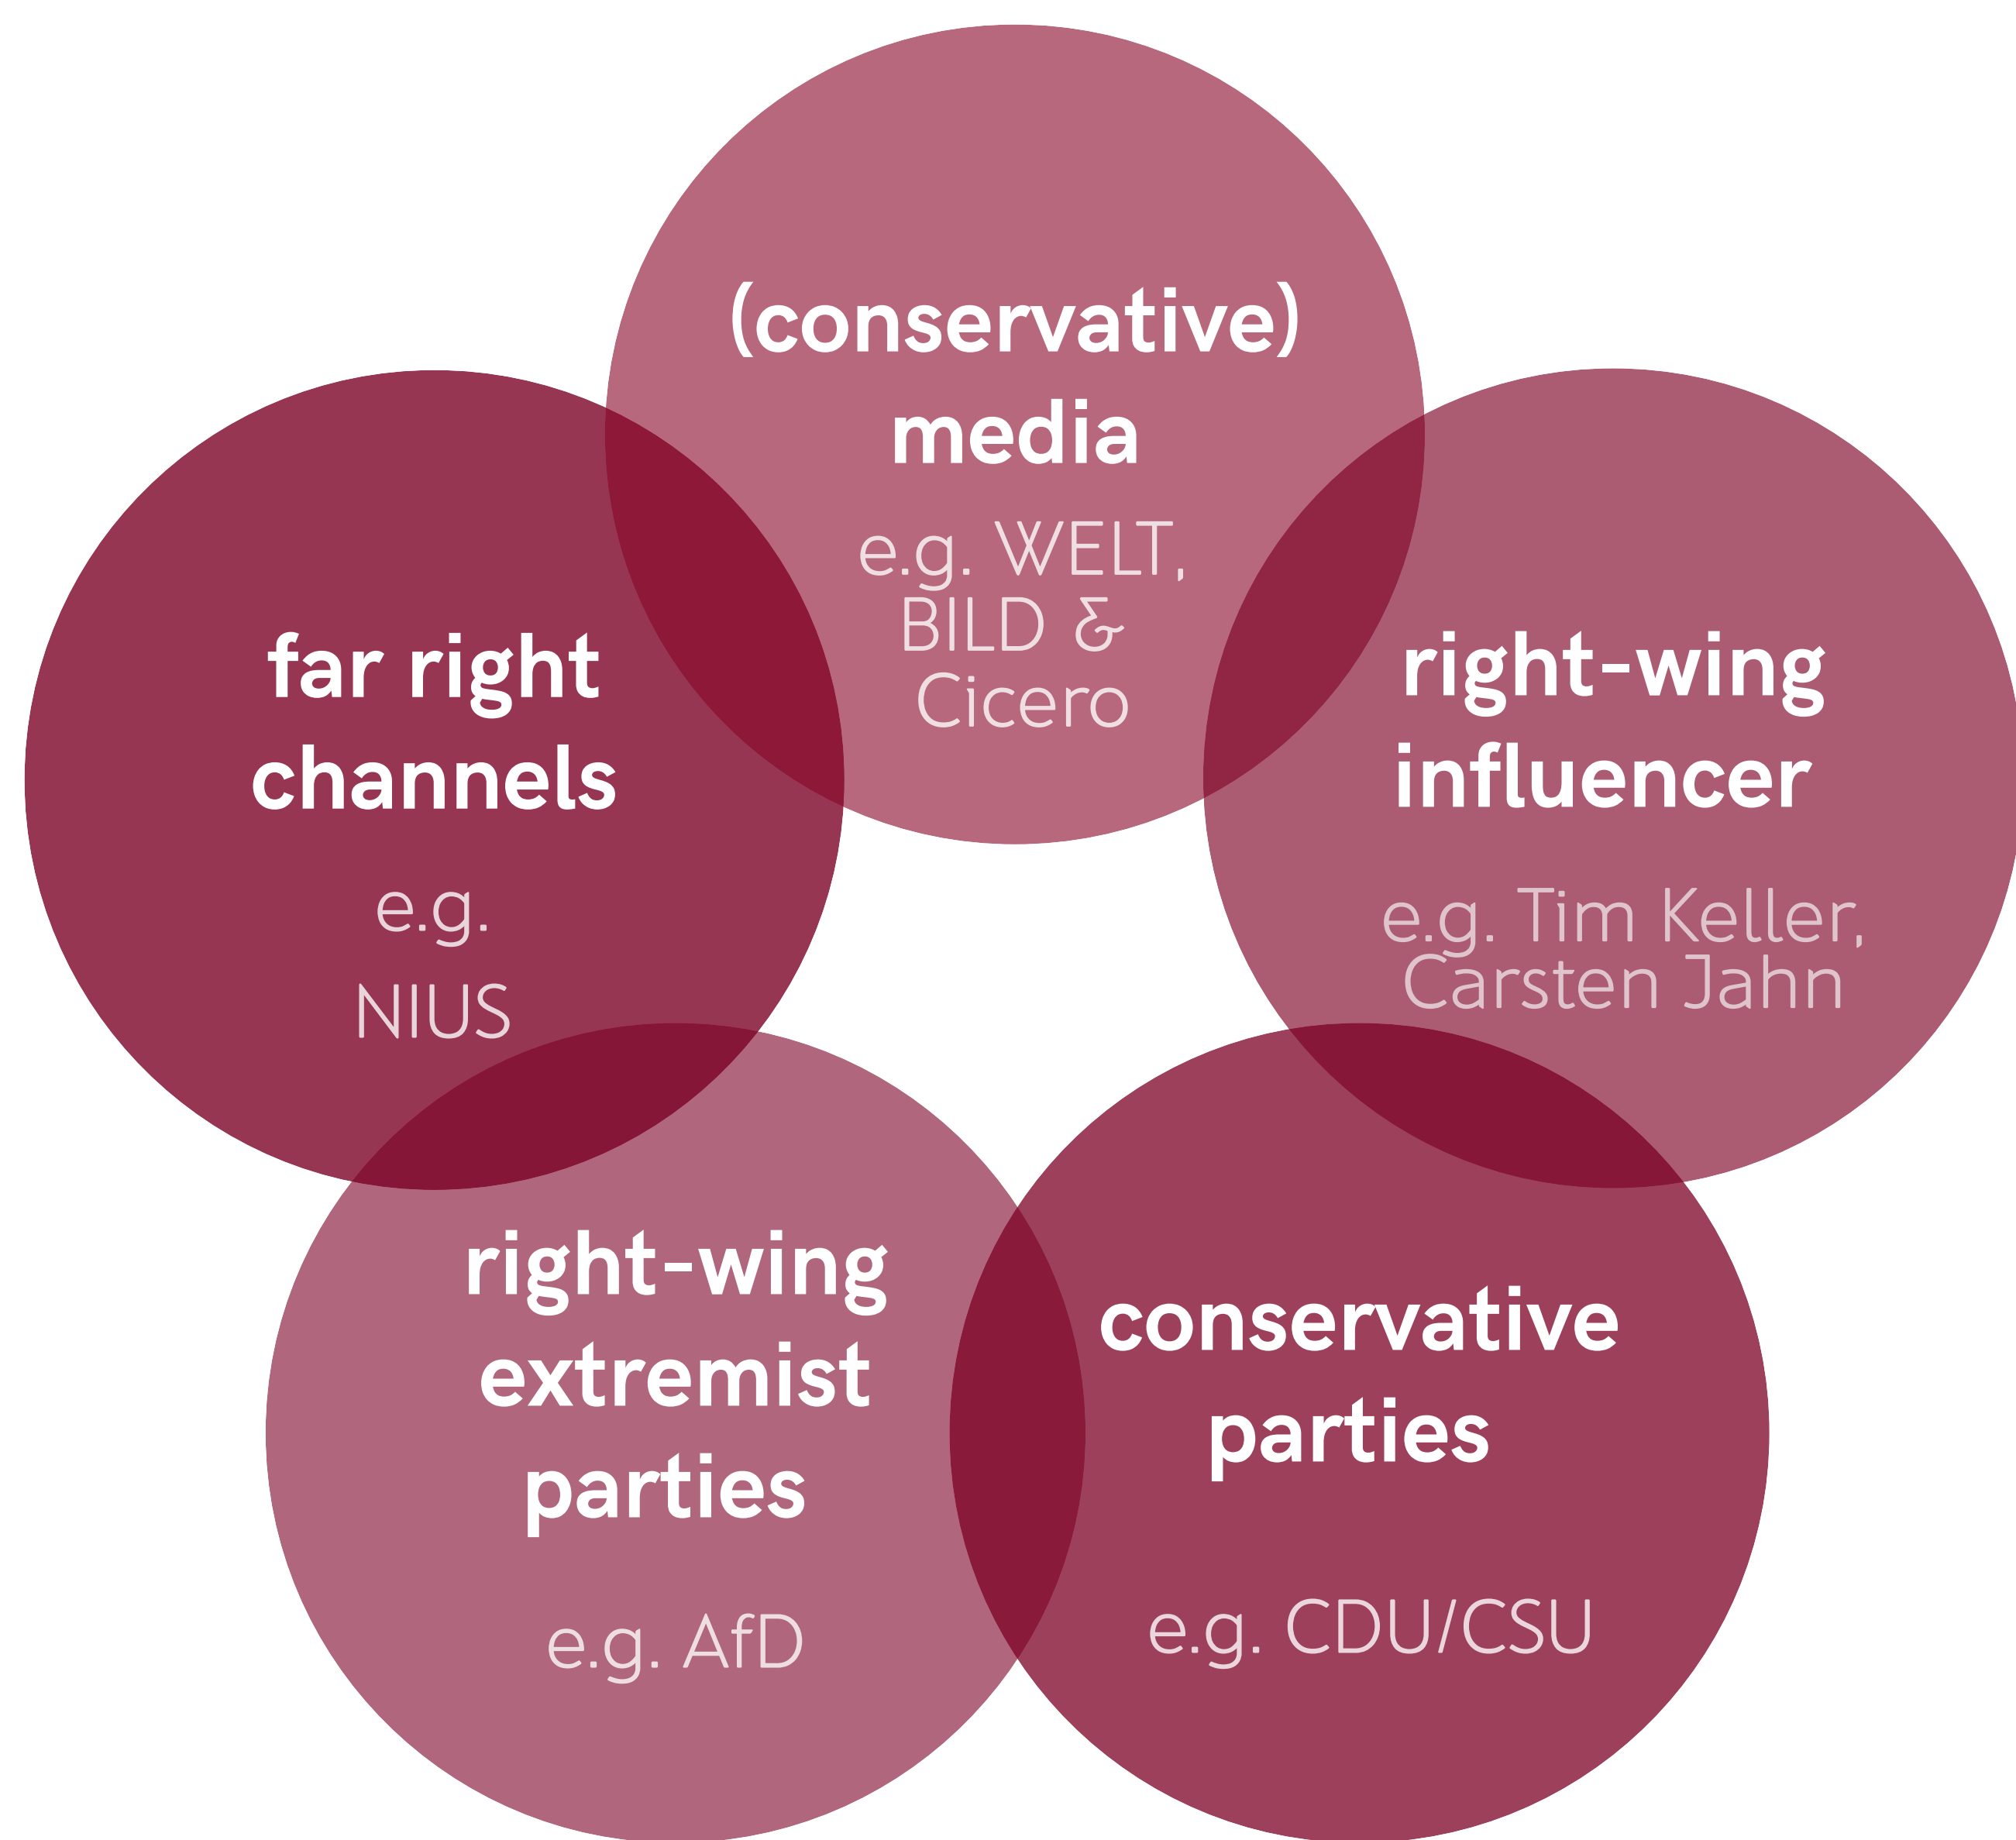 (conservative)
media
e.g. WELT,
BILD &
Cicero
far right
channels
e.g.
NIUS
right-wing
influencer
e.g. Tim Keller,
Carsten Jahn
right-wing
extremist
parties
e.g. AfD
conservative
parties
e.g. CDU/CSU